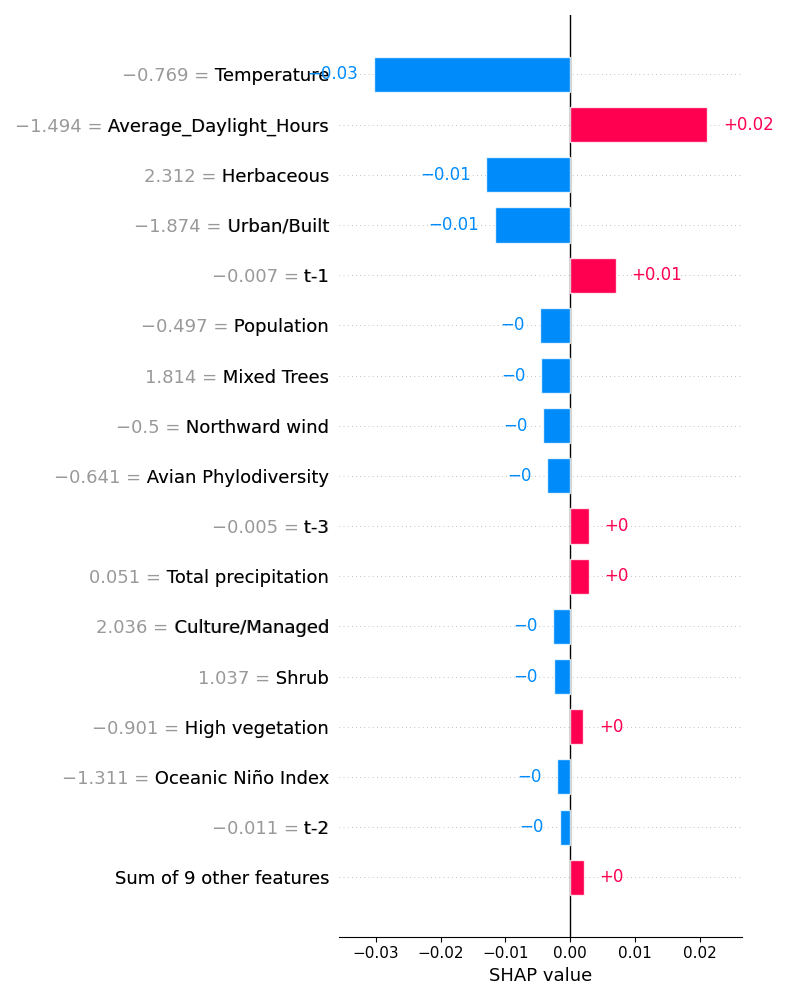 −0.769 = Temperature −0.03
−1.494 = Average_Daylight_Hours +0.02
2.312 = Herbaceous −0.01
−1.874 = Urban/Built −0.01
−0.007 = t-1 +0.01
−0.497 = Population −0
1.814 = Mixed Trees −0
−0.5 = Northward wind −0
−0.641 = Avian Phylodiversity −0
−0.005 = t-3 +0
0.051 = Total precipitation +0
2.036 = Culture/Managed −0
1.037 = Shrub −0
−0.901 = High vegetation +0
−1.311 = Oceanic Niño Index −0
−0.011 = t-2 −0
Sum of 9 other features +0
−0.03 −0.02 −0.01 0.00 0.01 0.02
SHAP value